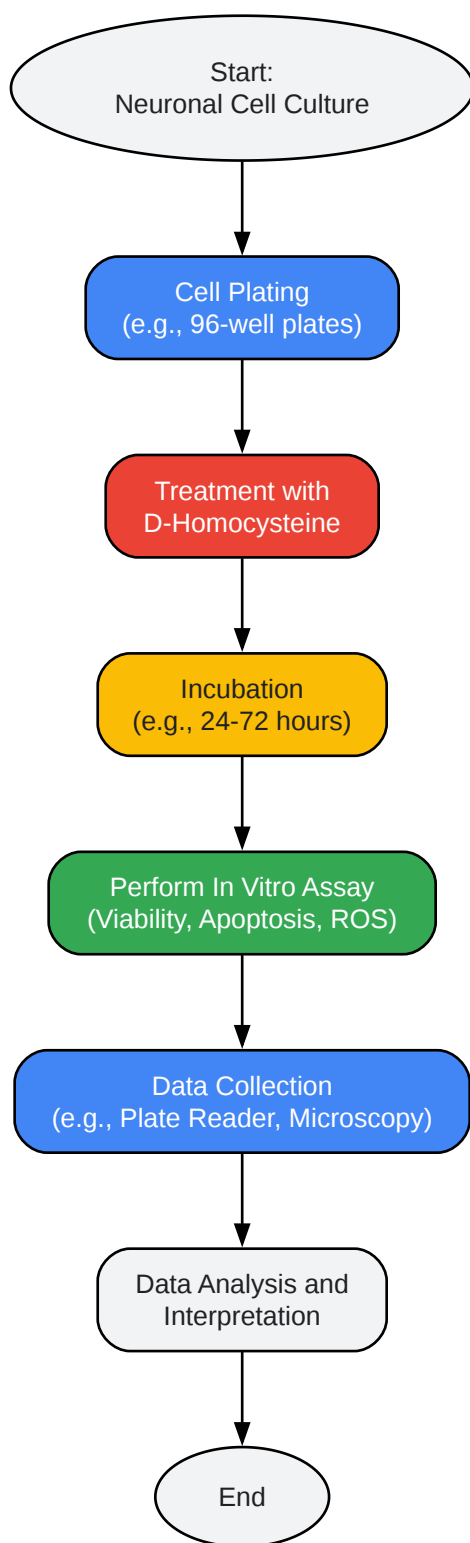 Start:
Neuronal Cell Culture
Cell Plating
(e.g., 96-well plates)
Treatment with
D-Homocysteine
Incubation
(e.g., 24-72 hours)
Perform In Vitro Assay
(Viability, Apoptosis, ROS)
Data Collection
(e.g., Plate Reader, Microscopy)
Data Analysis and
Interpretation
End